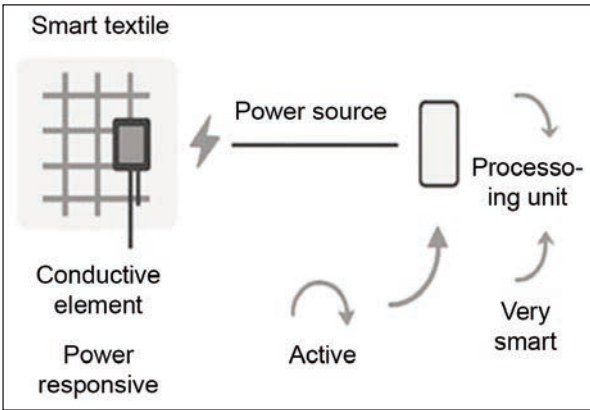 Smart textile
Power source
Processo-
ing unit
Conductive
element
Power
responsive
Active
Very
smart